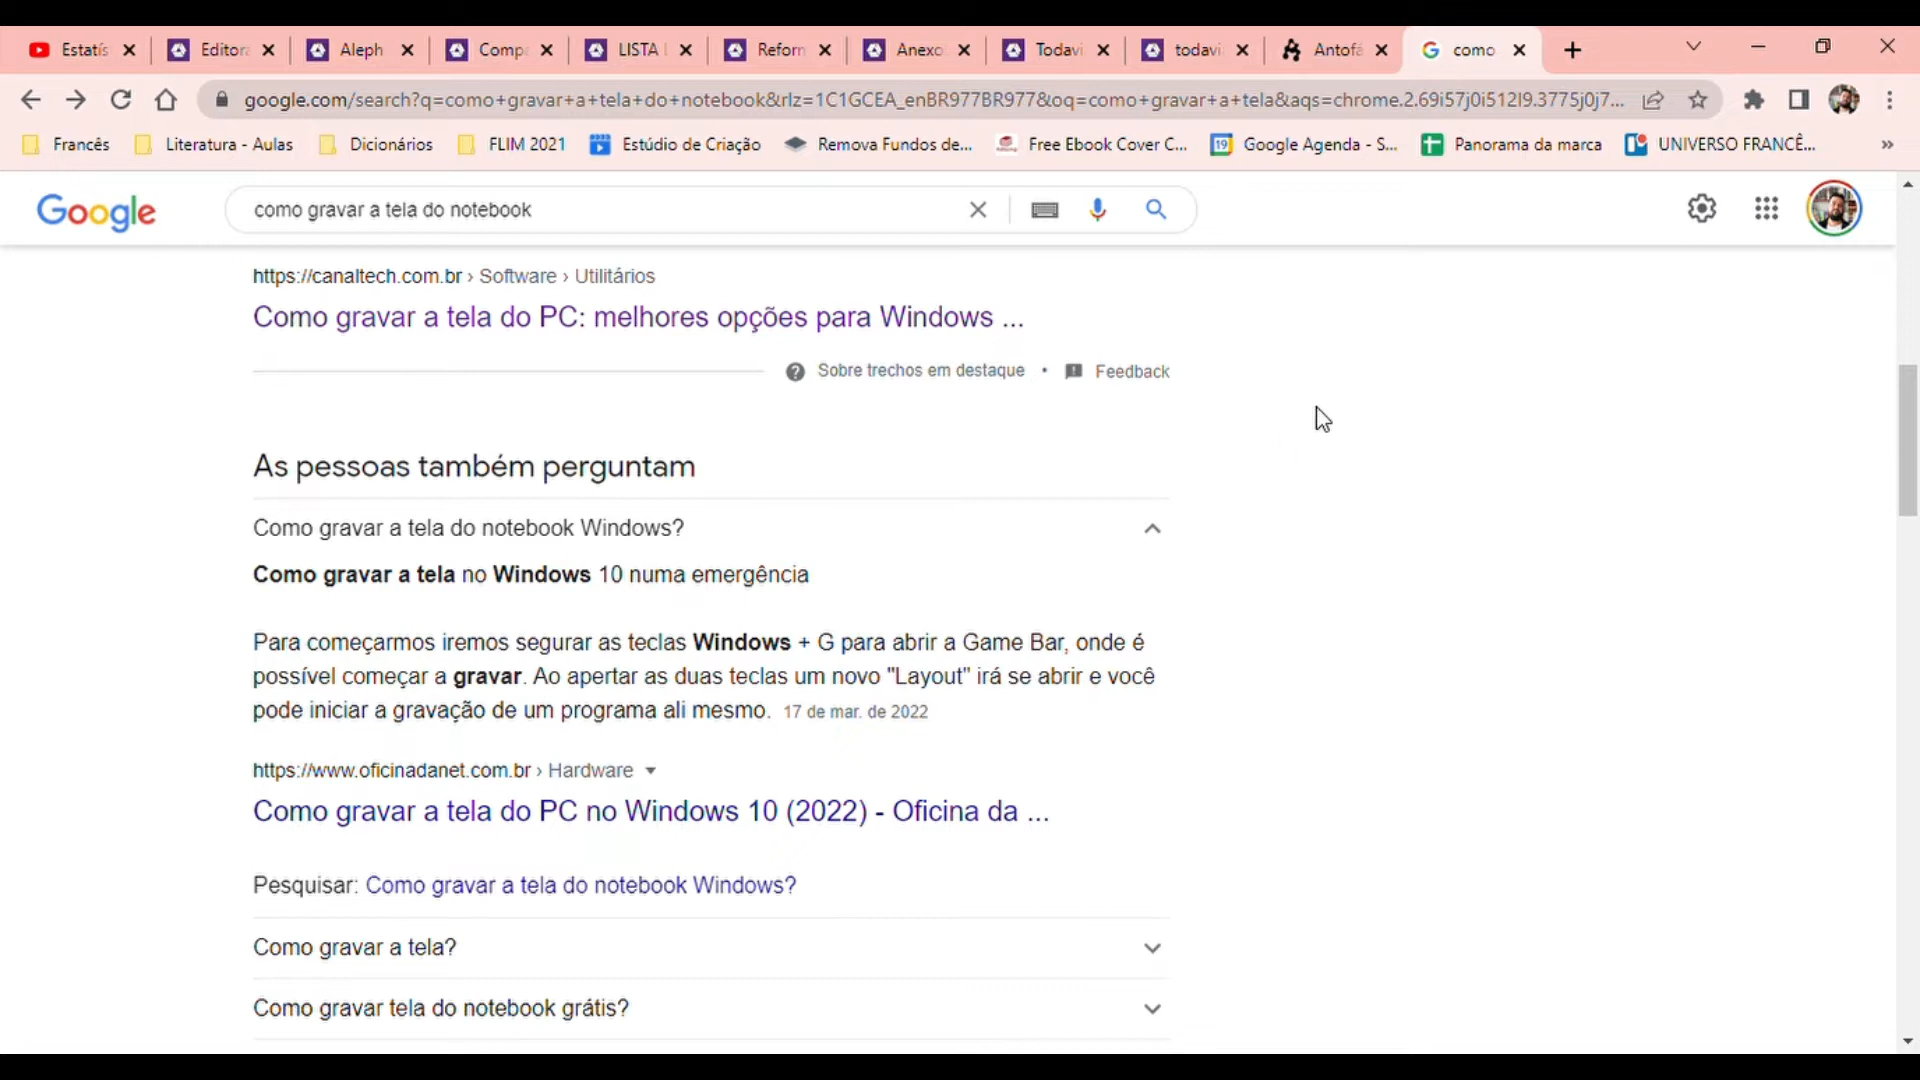 Estatís
Editora
Aleph
Comp
LISTA
Reform
Anexo
Todavi
todavi
Antofá
como
google.com/search?q=como+gravar+a+tela+do+notebook&rlz=1C1GCEA_enBR977BR977&oq=como+gravar+a+tela&aqs=chrome.2.69i57j0i512l9.3775j0j7...
Francês
Literatura - Aulas
Dicionários
FLIM 2021
Estúdio de Criação
Remova Fundos de...
Free Ebook Cover C...
19
Google Agenda - S...
Panorama da marca
UNIVERSO FRANCÊ...
»
Google
como gravar a tela do notebook
https://canaltech.com.br › Software › Utilitários
Como gravar a tela do PC: melhores opções para Windows ...
Sobre trechos em destaque • Feedback
As pessoas também perguntam
Como gravar a tela do notebook Windows?
Como gravar a tela no Windows 10 numa emergência
Para começarmos iremos segurar as teclas Windows + G para abrir a Game Bar, onde é
possível começar a gravar. Ao apertar as duas teclas um novo "Layout" irá se abrir e você
pode iniciar a gravação de um programa ali mesmo. 17 de mar. de 2022
https://www.oficinadanet.com.br › Hardware
Como gravar a tela do PC no Windows 10 (2022) - Oficina da ...
Pesquisar: Como gravar a tela do notebook Windows?
Como gravar a tela?
Como gravar tela do notebook grátis?